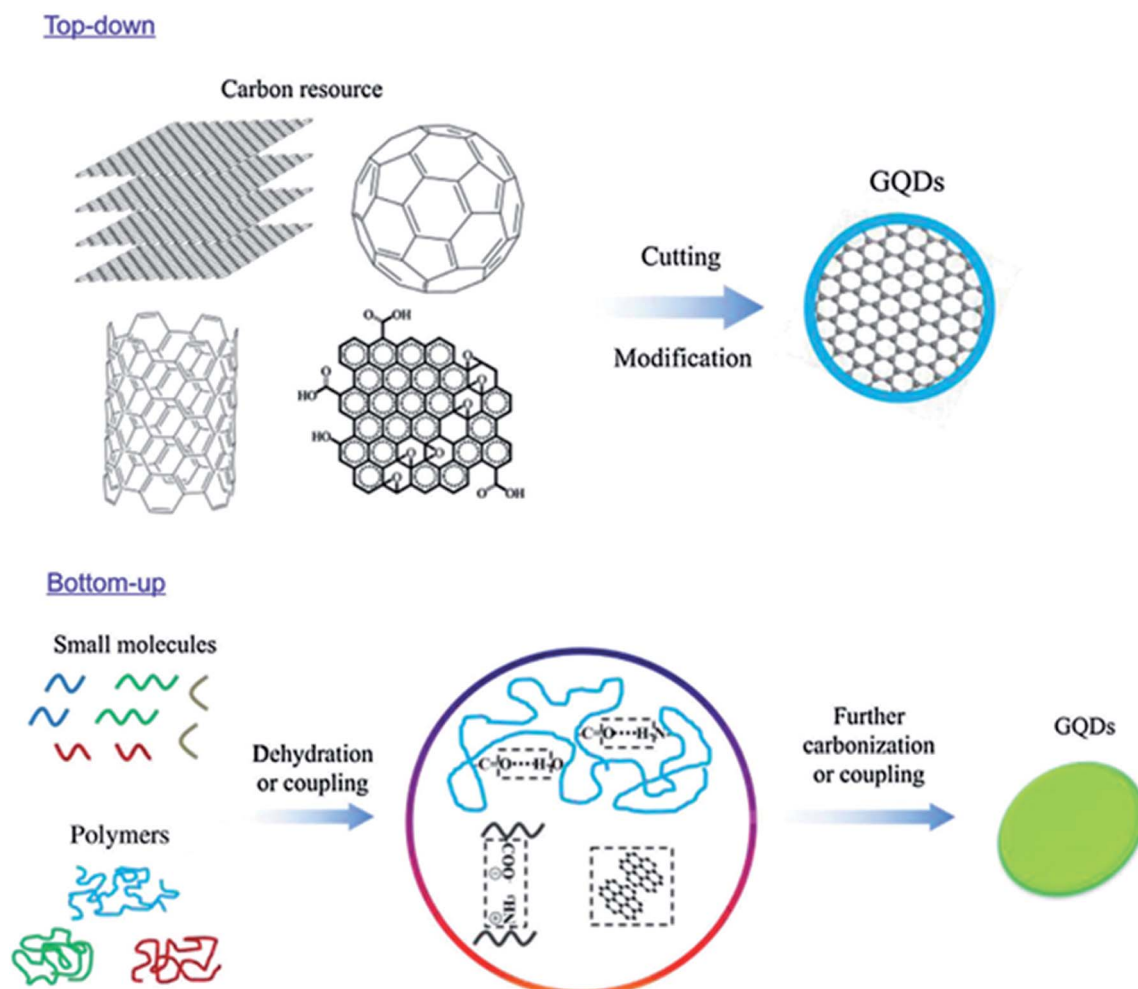 Top-down
Carbon resource
GQDs
Cutting
Modification
O
OH
O
HO
HO
O
O
O
O
O
O
O
OH
Bottom-up
Small molecules
Dehydration
or coupling
Polymers
-C=O····H-N-
-C=O····H-O
COO
NH
Further
carbonization
or coupling
GQDs